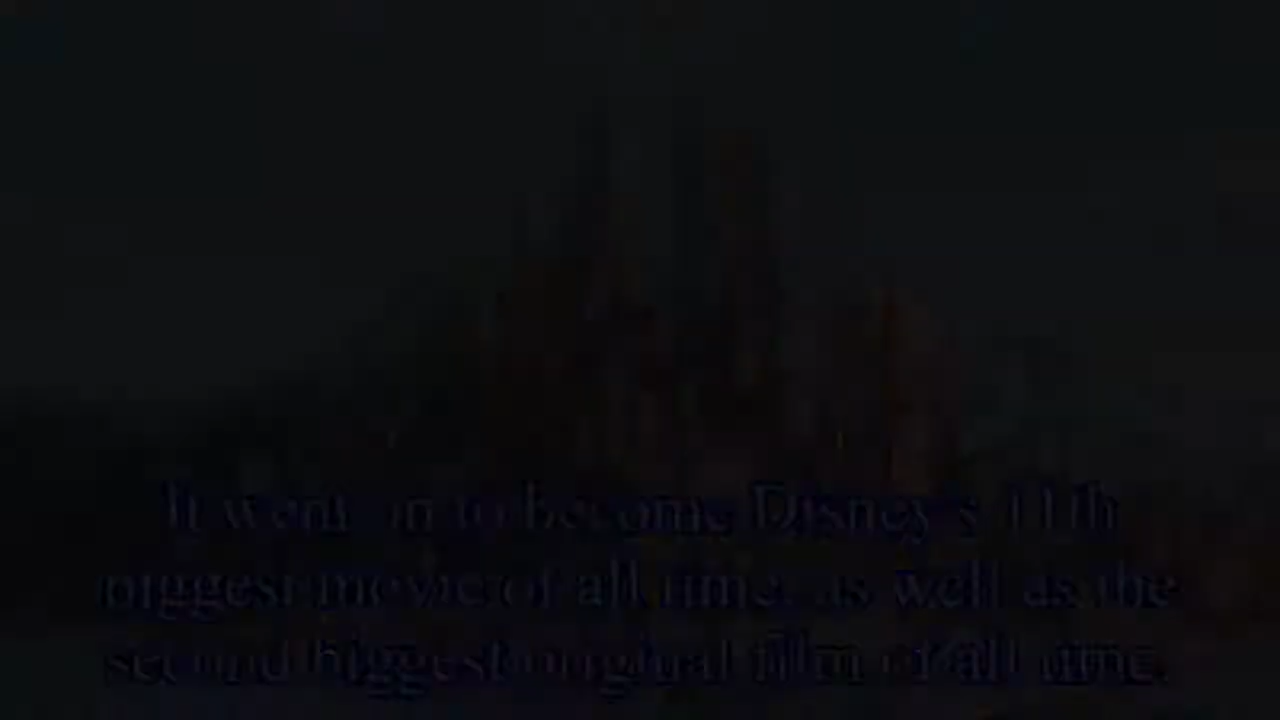 It went on to become Disney's 11th
biggest movie of all time, as well as the
second biggest original film of all time.